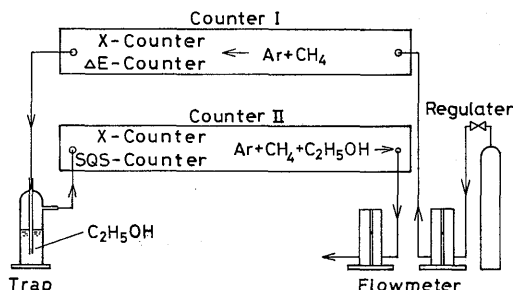 Counter I
X-Counter
ΔE-Counter
Ar+CH₄
Counter II
X-Counter
SQS-Counter
Ar+CH₄+C₂H₅OH
Regulater
C₂H₅OH
Trap
Flowmeter